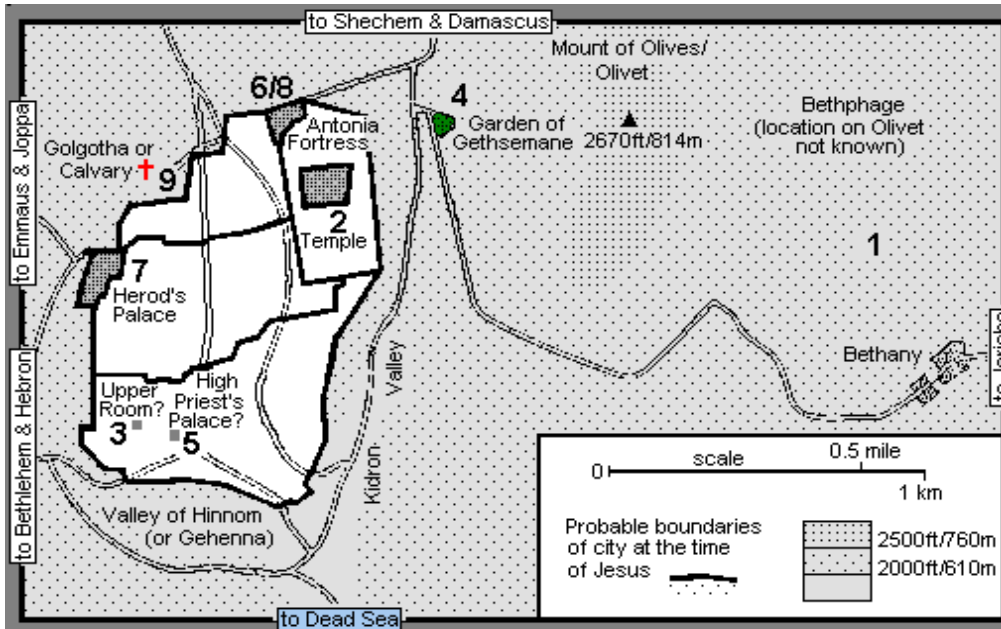 to Shechem & Damascus
Mount of Olives/
Olivet
6/8
4
Antonia
Fortress
Garden of
Gethsemane
2670ft/814m
Bethphage
(location on Olivet
not known)
to Emmaus & Joppa
Golgotha or
Calvary
9
2
Temple
1
7
Herod's
Palace
Valley
Kidron
Bethany
to Bethlehem & Hebron
Upper
Room?
3
High
Priest's
Palace?
5
Valley of Hinnom
(or Gehenna)
0
scale
0.5 mile
1 km
Probable boundaries
of city at the time
of Jesus
2500ft/760m
2000ft/610m
to Dead Sea